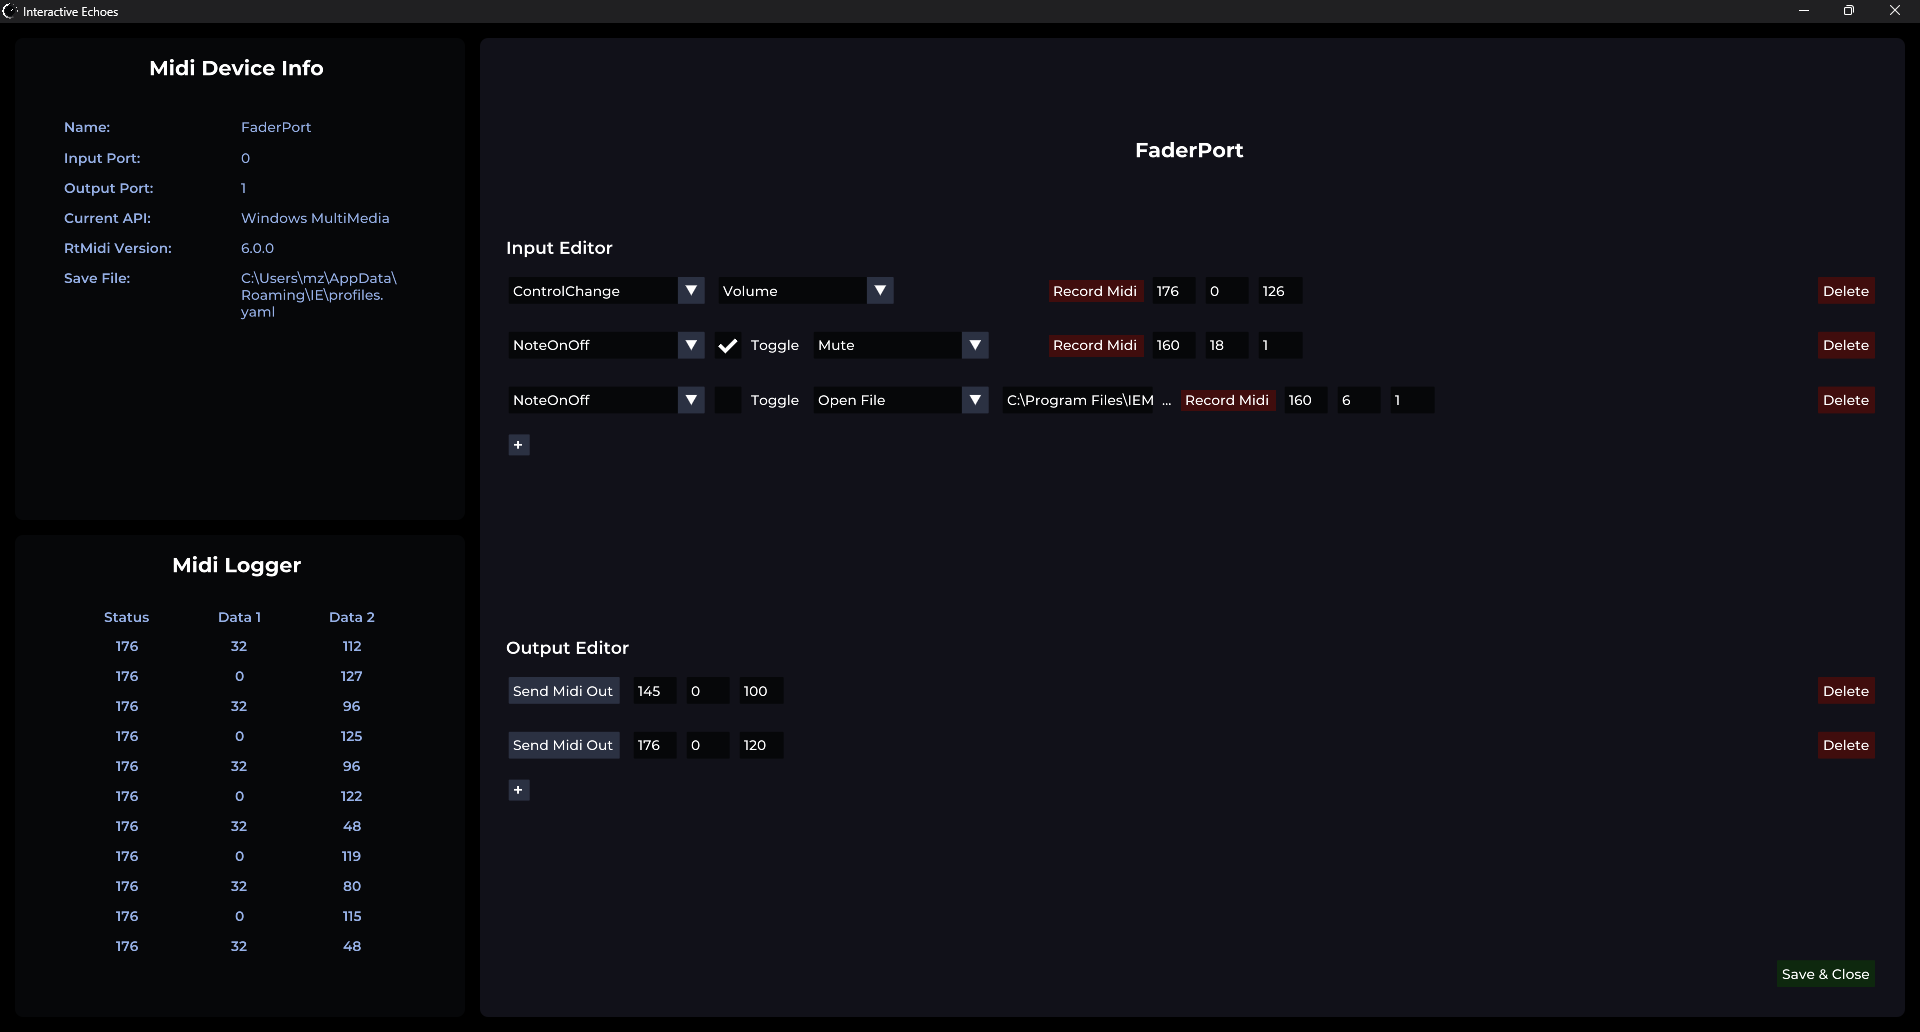 Interactive Echoes
Midi Device Info
Name: FaderPort
Input Port: 0
Output Port: 1
Current API: Windows MultiMedia
RtMidi Version: 6.0.0
Save File: C:\Users\mz\AppData\
Roaming\IE\profiles.
yaml
Midi Logger
Status Data 1 Data 2
176 32 112
176 0 127
176 32 96
176 0 125
176 32 96
176 0 122
176 32 48
176 0 119
176 32 80
176 0 115
176 32 48
FaderPort
Input Editor
ControlChange Volume Record Midi 176 0 126 Delete
NoteOnOff Toggle Mute Record Midi 160 18 1 Delete
NoteOnOff Toggle Open File C:\Program Files\IEM ... Record Midi 160 6 1 Delete
+
Output Editor
Send Midi Out 145 0 100 Delete
Send Midi Out 176 0 120 Delete
+
Save & Close